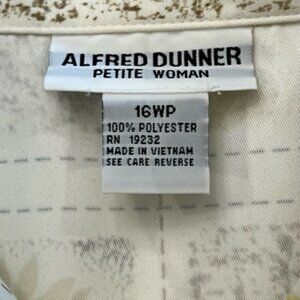 ALFRED DUNNER
PETITE WOMAN
16WP
100% POLYESTER
RN 19232
MADE IN VIETNAM
SEE CARE REVERSE